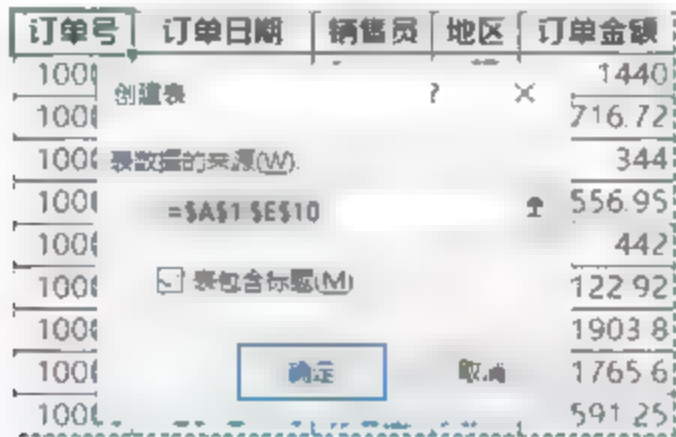 订单号 订单日期 销售员 地区 订单金额
1440
创建表 ? ×
716.72
表数据的来源(W):
344
=$A$1:$E$10
556.95
442
表包含标题(M)
122.92
1903.8
确定 取消
1765.6
591.25